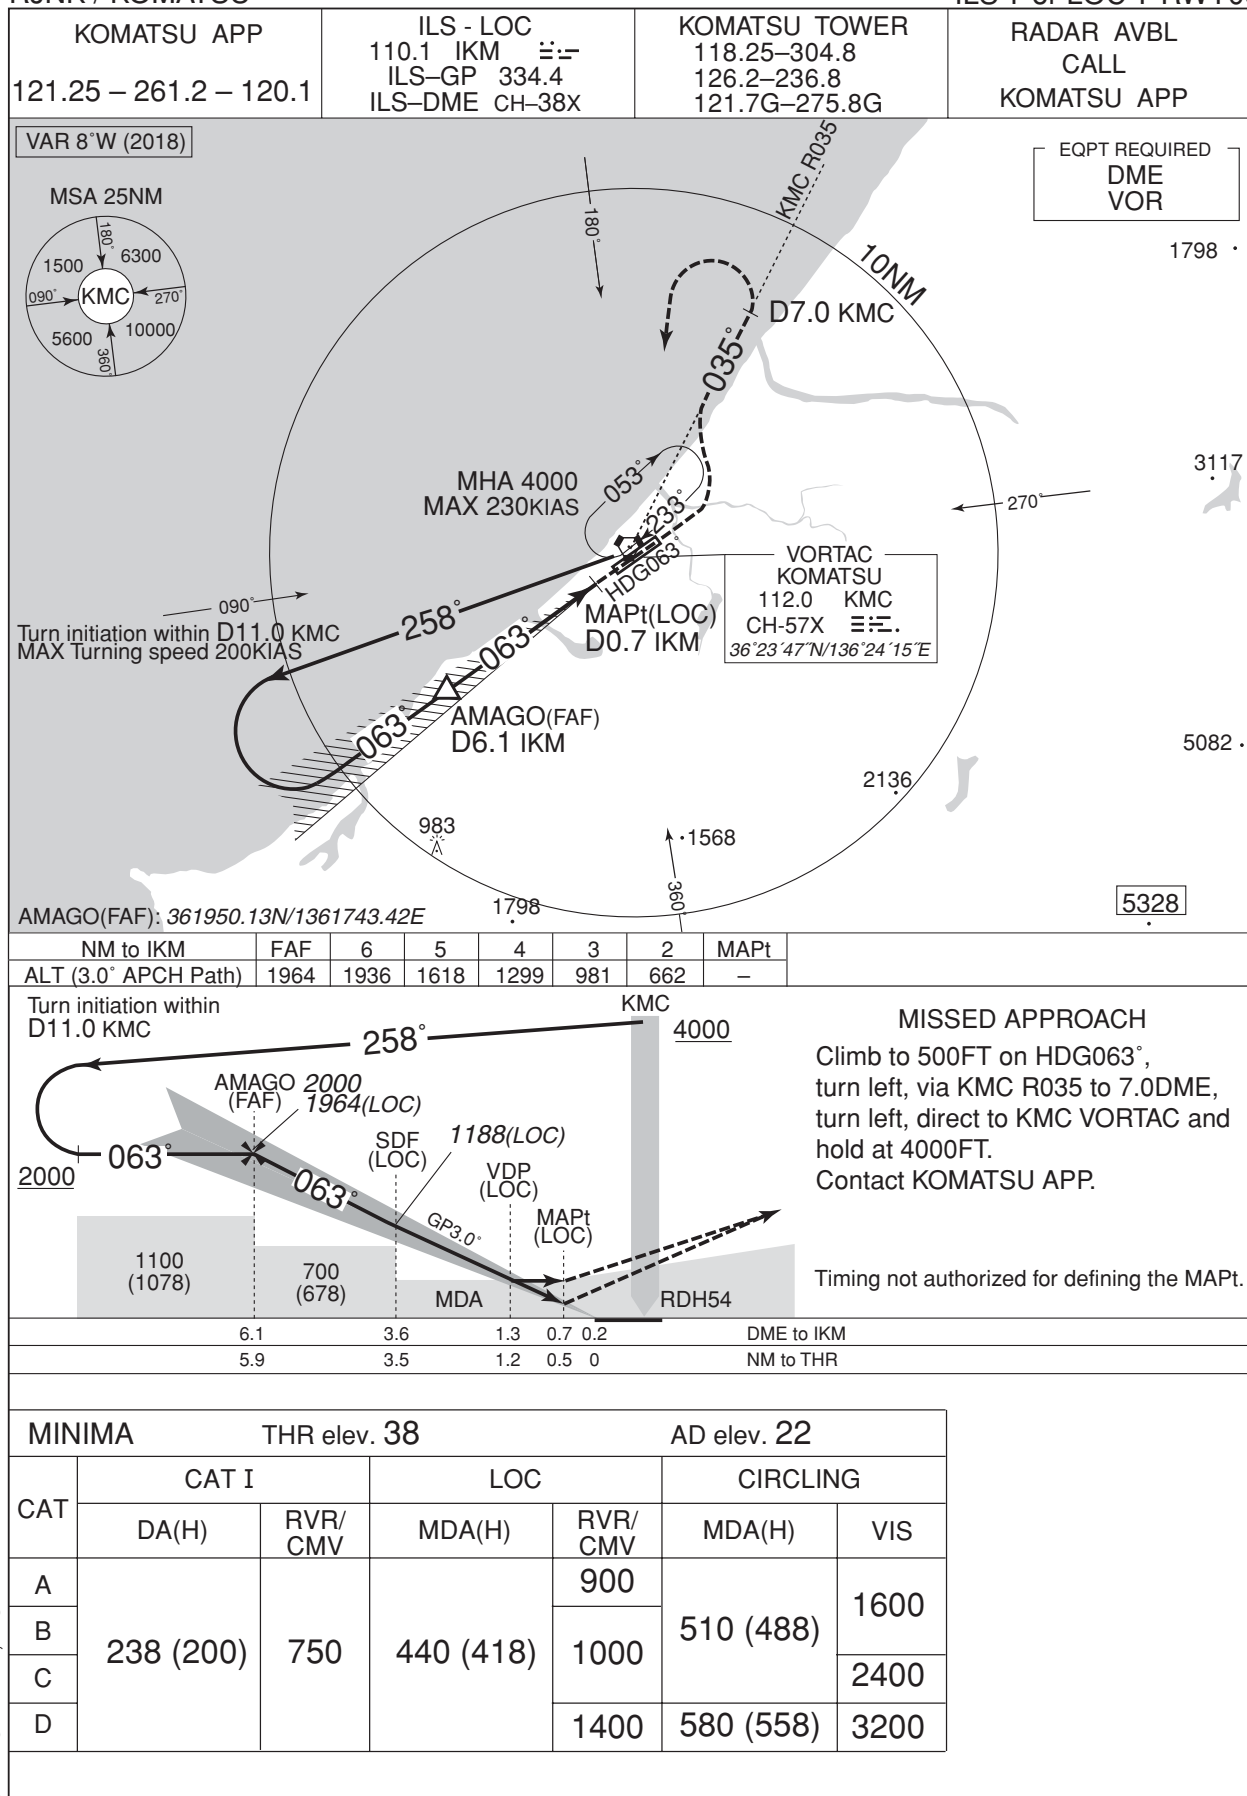 KOMATSU APP
121.25 – 261.2 – 120.1
ILS - LOC
110.1 IKM
ILS–GP 334.4
ILS–DME CH–38X
KOMATSU TOWER
118.25–304.8
126.2–236.8
121.7G–275.8G
RADAR AVBL
CALL
KOMATSU APP
VAR 8°W (2018)
MSA 25NM
180°
1500
6300
090°
KMC
270°
5600
10000
360°
EQPT REQUIRED
DME
VOR
KMC R035
180°
10NM
1798
D7.0 KMC
035°
3117
MHA 4000
MAX 230KIAS
053°
233°
270°
HDG063°
VORTAC
KOMATSU
112.0 KMC
CH-57X
36°23´47˝N/136°24´15˝E
090°
Turn initiation within D11.0 KMC
MAX Turning speed 200KIAS
258°
063°
MAPt(LOC)
D0.7 IKM
063°
AMAGO(FAF)
D6.1 IKM
5082
2136
983
1568
360°
1798
5328
AMAGO(FAF): 361950.13N/1361743.42E
NM to IKM FAF 6 5 4 3 2 MAPt
ALT (3.0° APCH Path) 1964 1936 1618 1299 981 662 –
Turn initiation within
D11.0 KMC
258°
KMC
4000
AMAGO
(FAF)
2000
1964(LOC)
SDF
(LOC)
1188(LOC)
VDP
(LOC)
MAPt
(LOC)
2000
063°
063°
GP3.0°
1100
(1078)
700
(678)
MDA
RDH54
MISSED APPROACH
Climb to 500FT on HDG063°,
turn left, via KMC R035 to 7.0DME,
turn left, direct to KMC VORTAC and
hold at 4000FT.
Contact KOMATSU APP.
Timing not authorized for defining the MAPt.
6.1 3.6 1.3 0.7 0.2 DME to IKM
5.9 3.5 1.2 0.5 0 NM to THR
MINIMA THR elev. 38 AD elev. 22
CAT
CAT I LOC CIRCLING
DA(H) RVR/CMV MDA(H) RVR/CMV MDA(H) VIS
A 900
B 238 (200) 750 440 (418) 1000 510 (488) 1600
C 2400
D 1400 580 (558) 3200